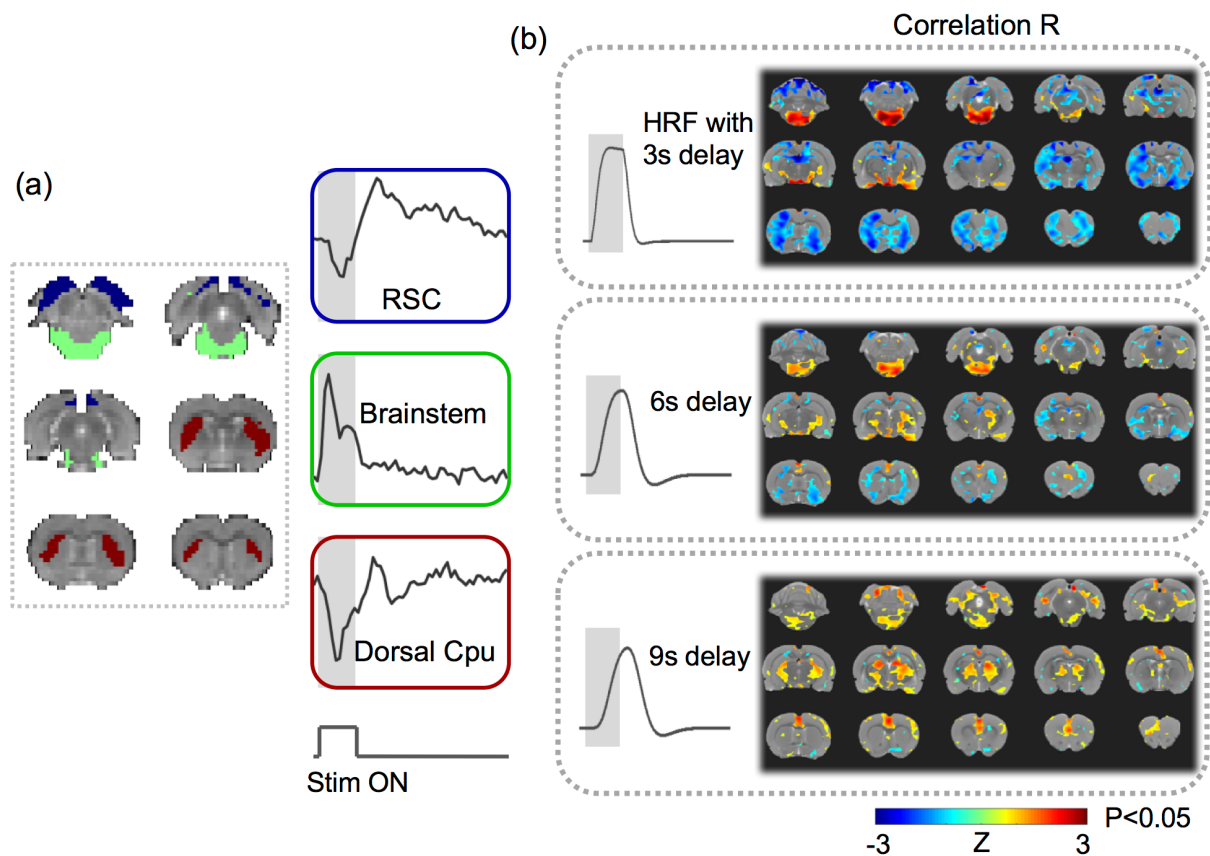 (a)
RSC
Brainstem
Dorsal Cpu
Stim ON
(b)
Correlation R
HRF with
3s delay
6s delay
9s delay
P<0.05
-3 Z 3